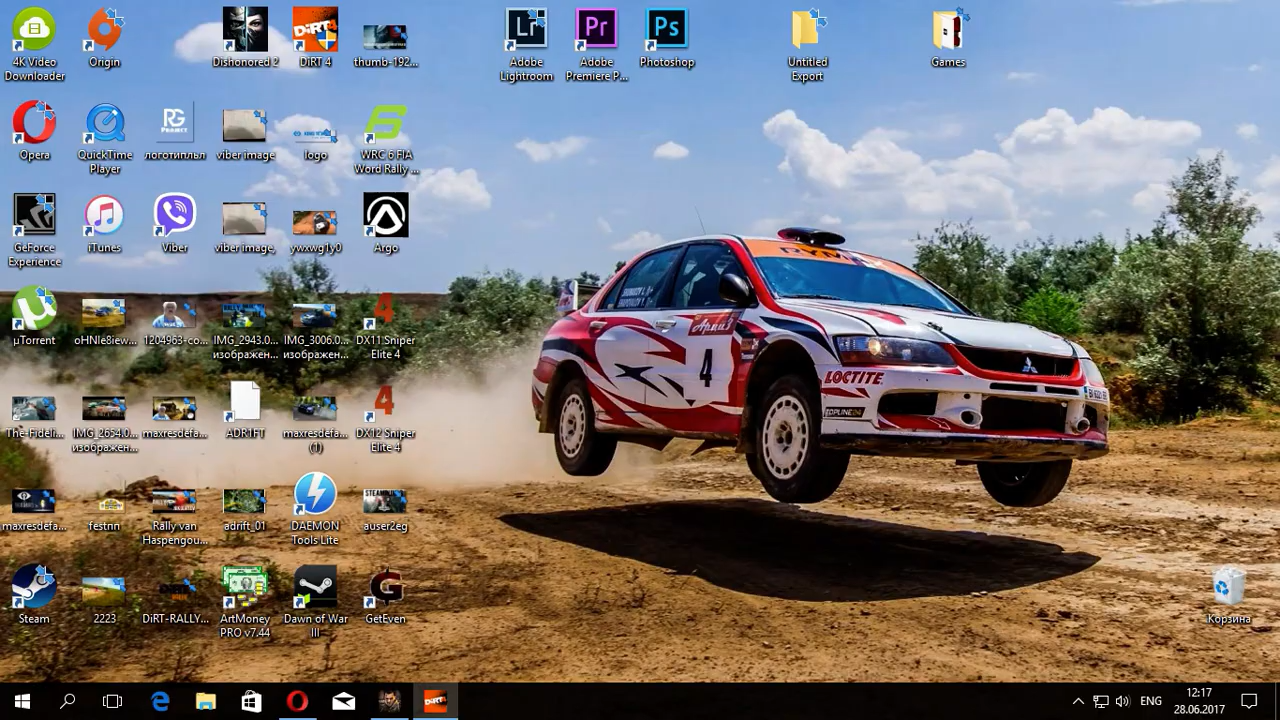 4K Video
Downloader
Origin
Dishonored 2
DiRT 4
thumb-192...
Adobe
Lightroom
Adobe
Premiere P...
Photoshop
Untitled
Export
Games
Opera
QuickTime
Player
логотипльл
viber image
logo
WRC 6 FIA
Word Rally ...
GeForce
Experience
iTunes
Viber
viber image,
ywxwg1y0
Argo
µTorrent
oHNIe8iew...
1204963-co...
IMG_2943.0...
изображен...
IMG_3006.0...
изображен...
DX11 Sniper
Elite 4
The-Fideli...
IMG_2654.0...
изображен...
maxresdefa...
ADR1FT
maxresdefa...
(1)
DX12 Sniper
Elite 4
maxresdefa...
festпп
Rally van
Haspengou...
adrift_01
DAEMON
Tools Lite
auser2eg
Steam
2223
DiRT-RALLY...
ArtMoney
PRO v7.44
Dawn of War
III
GetEven
Корзина
4
LOCTITE
TOPLINE24
ENG
12:17
28.06.2017